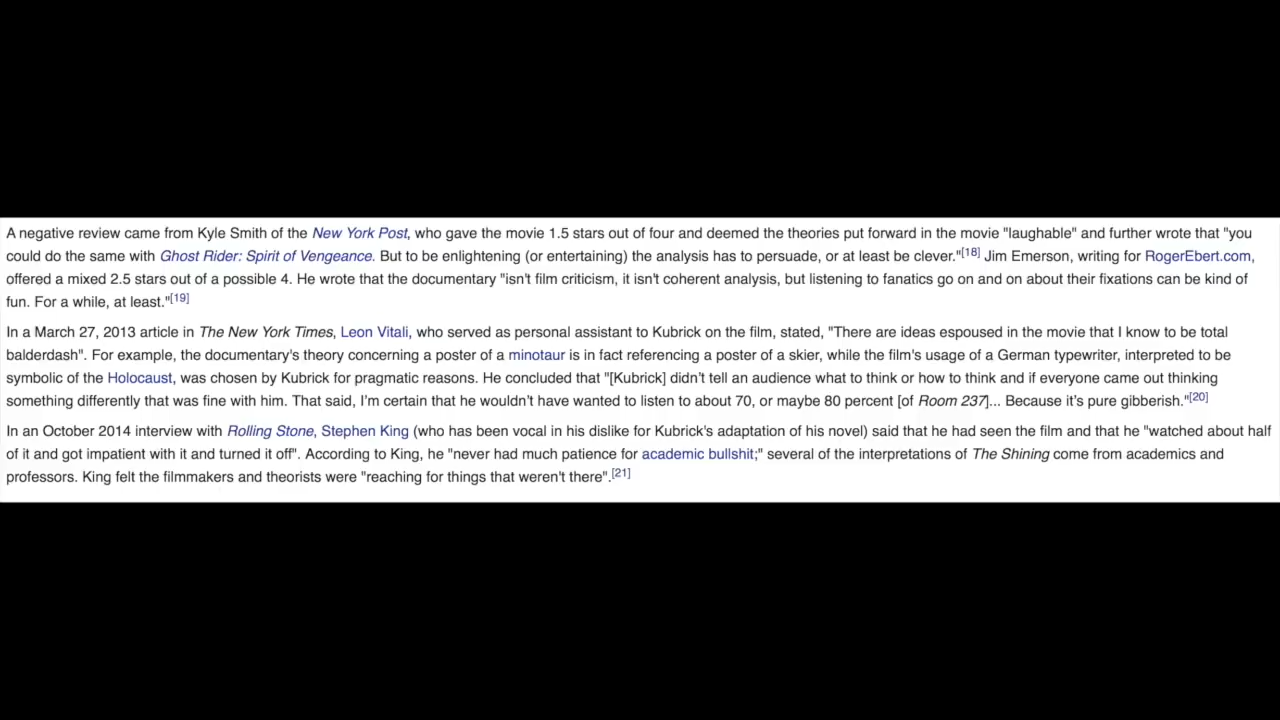 A negative review came from Kyle Smith of the New York Post, who gave the movie 1.5 stars out of four and deemed the theories put forward in the movie "laughable" and further wrote that "you
could do the same with Ghost Rider: Spirit of Vengeance. But to be enlightening (or entertaining) the analysis has to persuade, or at least be clever."[18] Jim Emerson, writing for RogerEbert.com,
offered a mixed 2.5 stars out of a possible 4. He wrote that the documentary "isn't film criticism, it isn't coherent analysis, but listening to fanatics go on and on about their fixations can be kind of
fun. For a while, at least."[19]
In a March 27, 2013 article in The New York Times, Leon Vitali, who served as personal assistant to Kubrick on the film, stated, "There are ideas espoused in the movie that I know to be total
balderdash". For example, the documentary's theory concerning a poster of a minotaur is in fact referencing a poster of a skier, while the film's usage of a German typewriter, interpreted to be
symbolic of the Holocaust, was chosen by Kubrick for pragmatic reasons. He concluded that "[Kubrick] didn't tell an audience what to think or how to think and if everyone came out thinking
something differently that was fine with him. That said, I'm certain that he wouldn't have wanted to listen to about 70, or maybe 80 percent [of Room 237]... Because it's pure gibberish."[20]
In an October 2014 interview with Rolling Stone, Stephen King (who has been vocal in his dislike for Kubrick's adaptation of his novel) said that he had seen the film and that he "watched about half
of it and got impatient with it and turned it off". According to King, he "never had much patience for academic bullshit;" several of the interpretations of The Shining come from academics and
professors. King felt the filmmakers and theorists were "reaching for things that weren't there".[21]